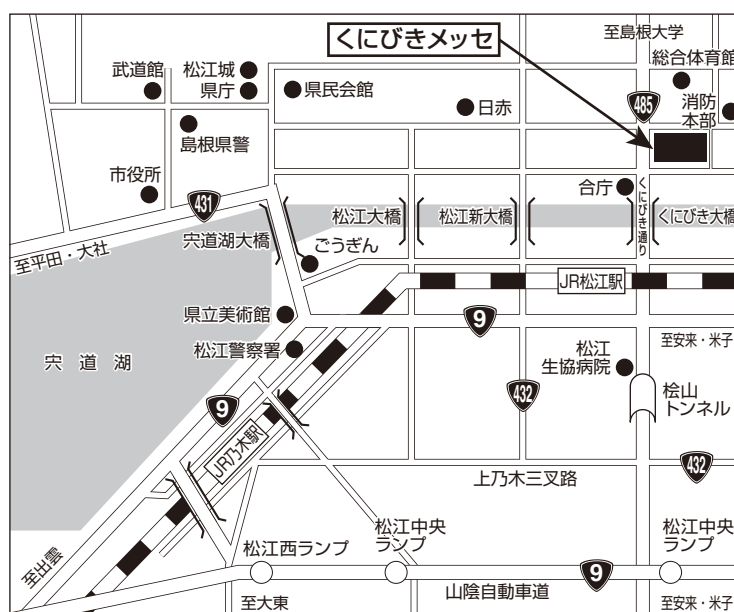 至島根大学
くにびきメッセ
総合体育館
武道館
松江城
県庁
県民会館
日赤
485
消防
本部
島根県警
市役所
合庁
431
くにびき通り
松江大橋
松江新大橋
くにびき大橋
宍道湖大橋
ごうぎん
至平田・大社
JR松江駅
県立美術館
9
松江警察署
至安来・米子
松江
生協病院
宍道湖
9
432
桧山
トンネル
JR乃木駅
432
上乃木三叉路
松江西ランプ
松江中央
ランプ
松江中央
ランプ
至出雲
9
山陰自動車道
至大東
至安来・米子